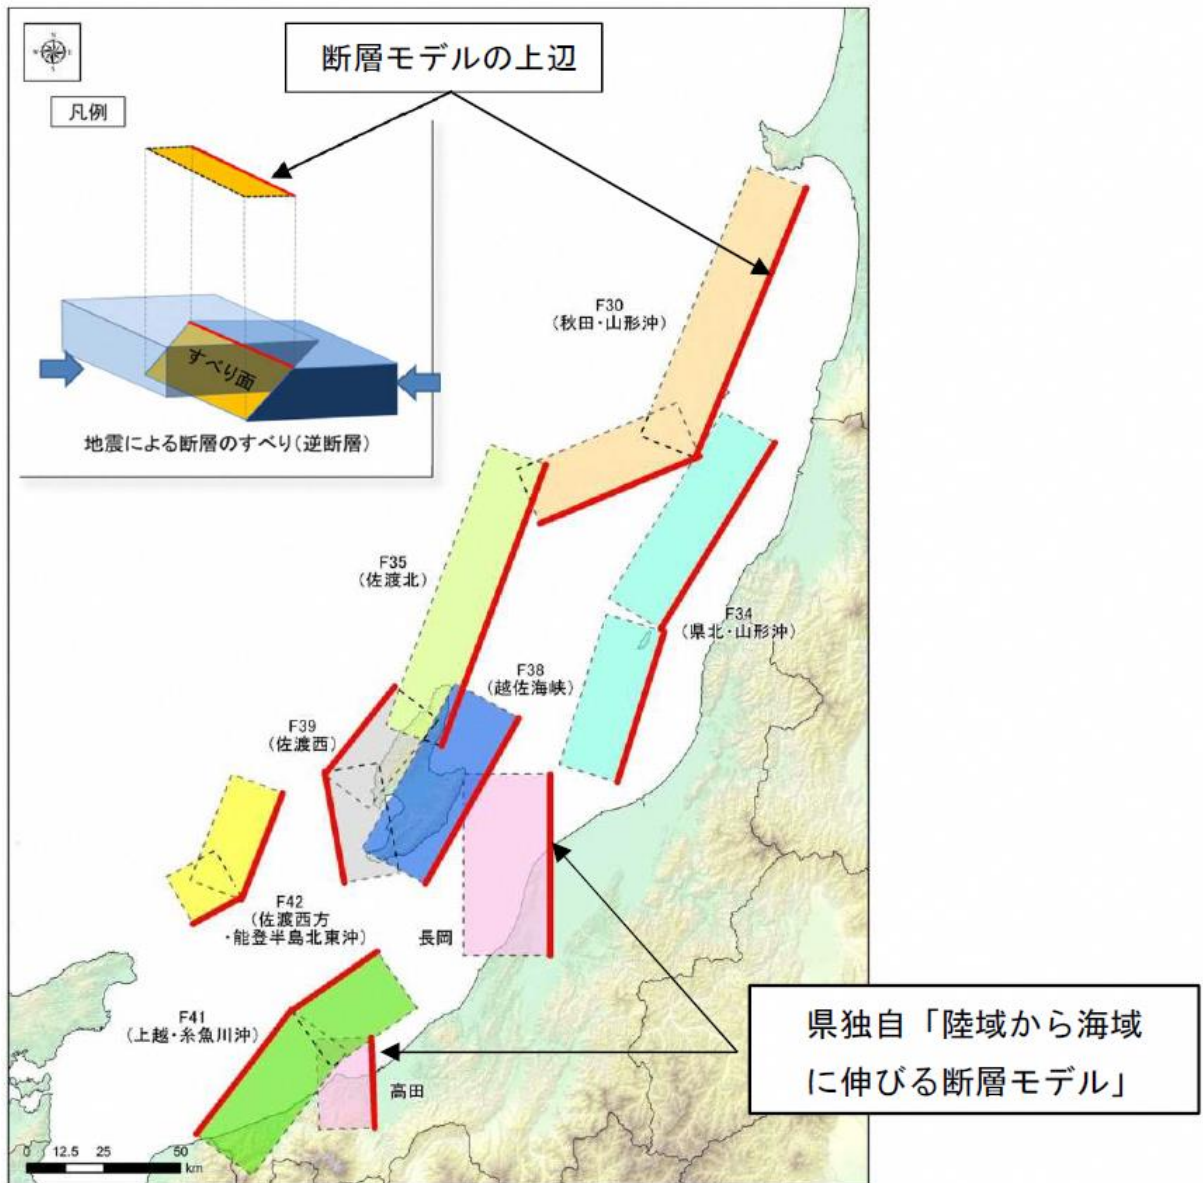 断層モデルの上辺
凡例
すべり面
地震による断層のすべり(逆断層)
F30
(秋田・山形沖)
F35
(佐渡北)
F34
(県北・山形沖)
F38
(越佐海峡)
F39
(佐渡西)
F42
(佐渡西方
・能登半島北東沖)
長岡
F41
(上越・糸魚川沖)
高田
県独自「陸域から海域
に伸びる断層モデル」
0 12.5 25 50
km